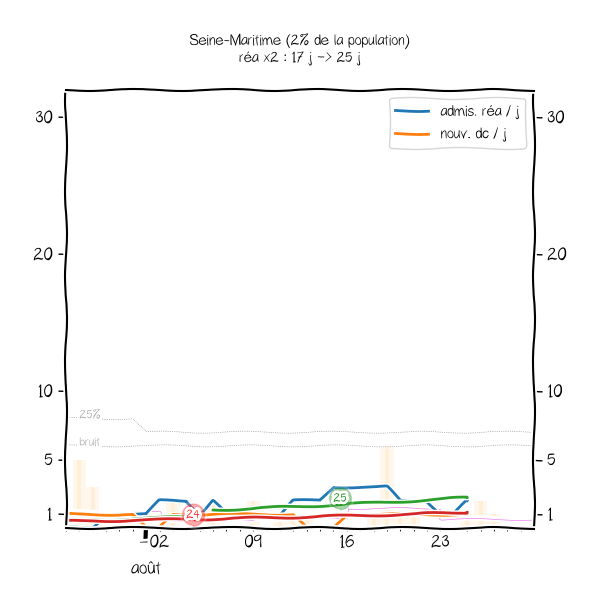 Seine-Maritime (2% de la population)
réa x2 : 17 j -> 25 j
admis. réa / j
nouv. dc / j
30 30
20 20
10 10
25%
bruit
5 5
25
24
1 1
-02 09 16 23
août